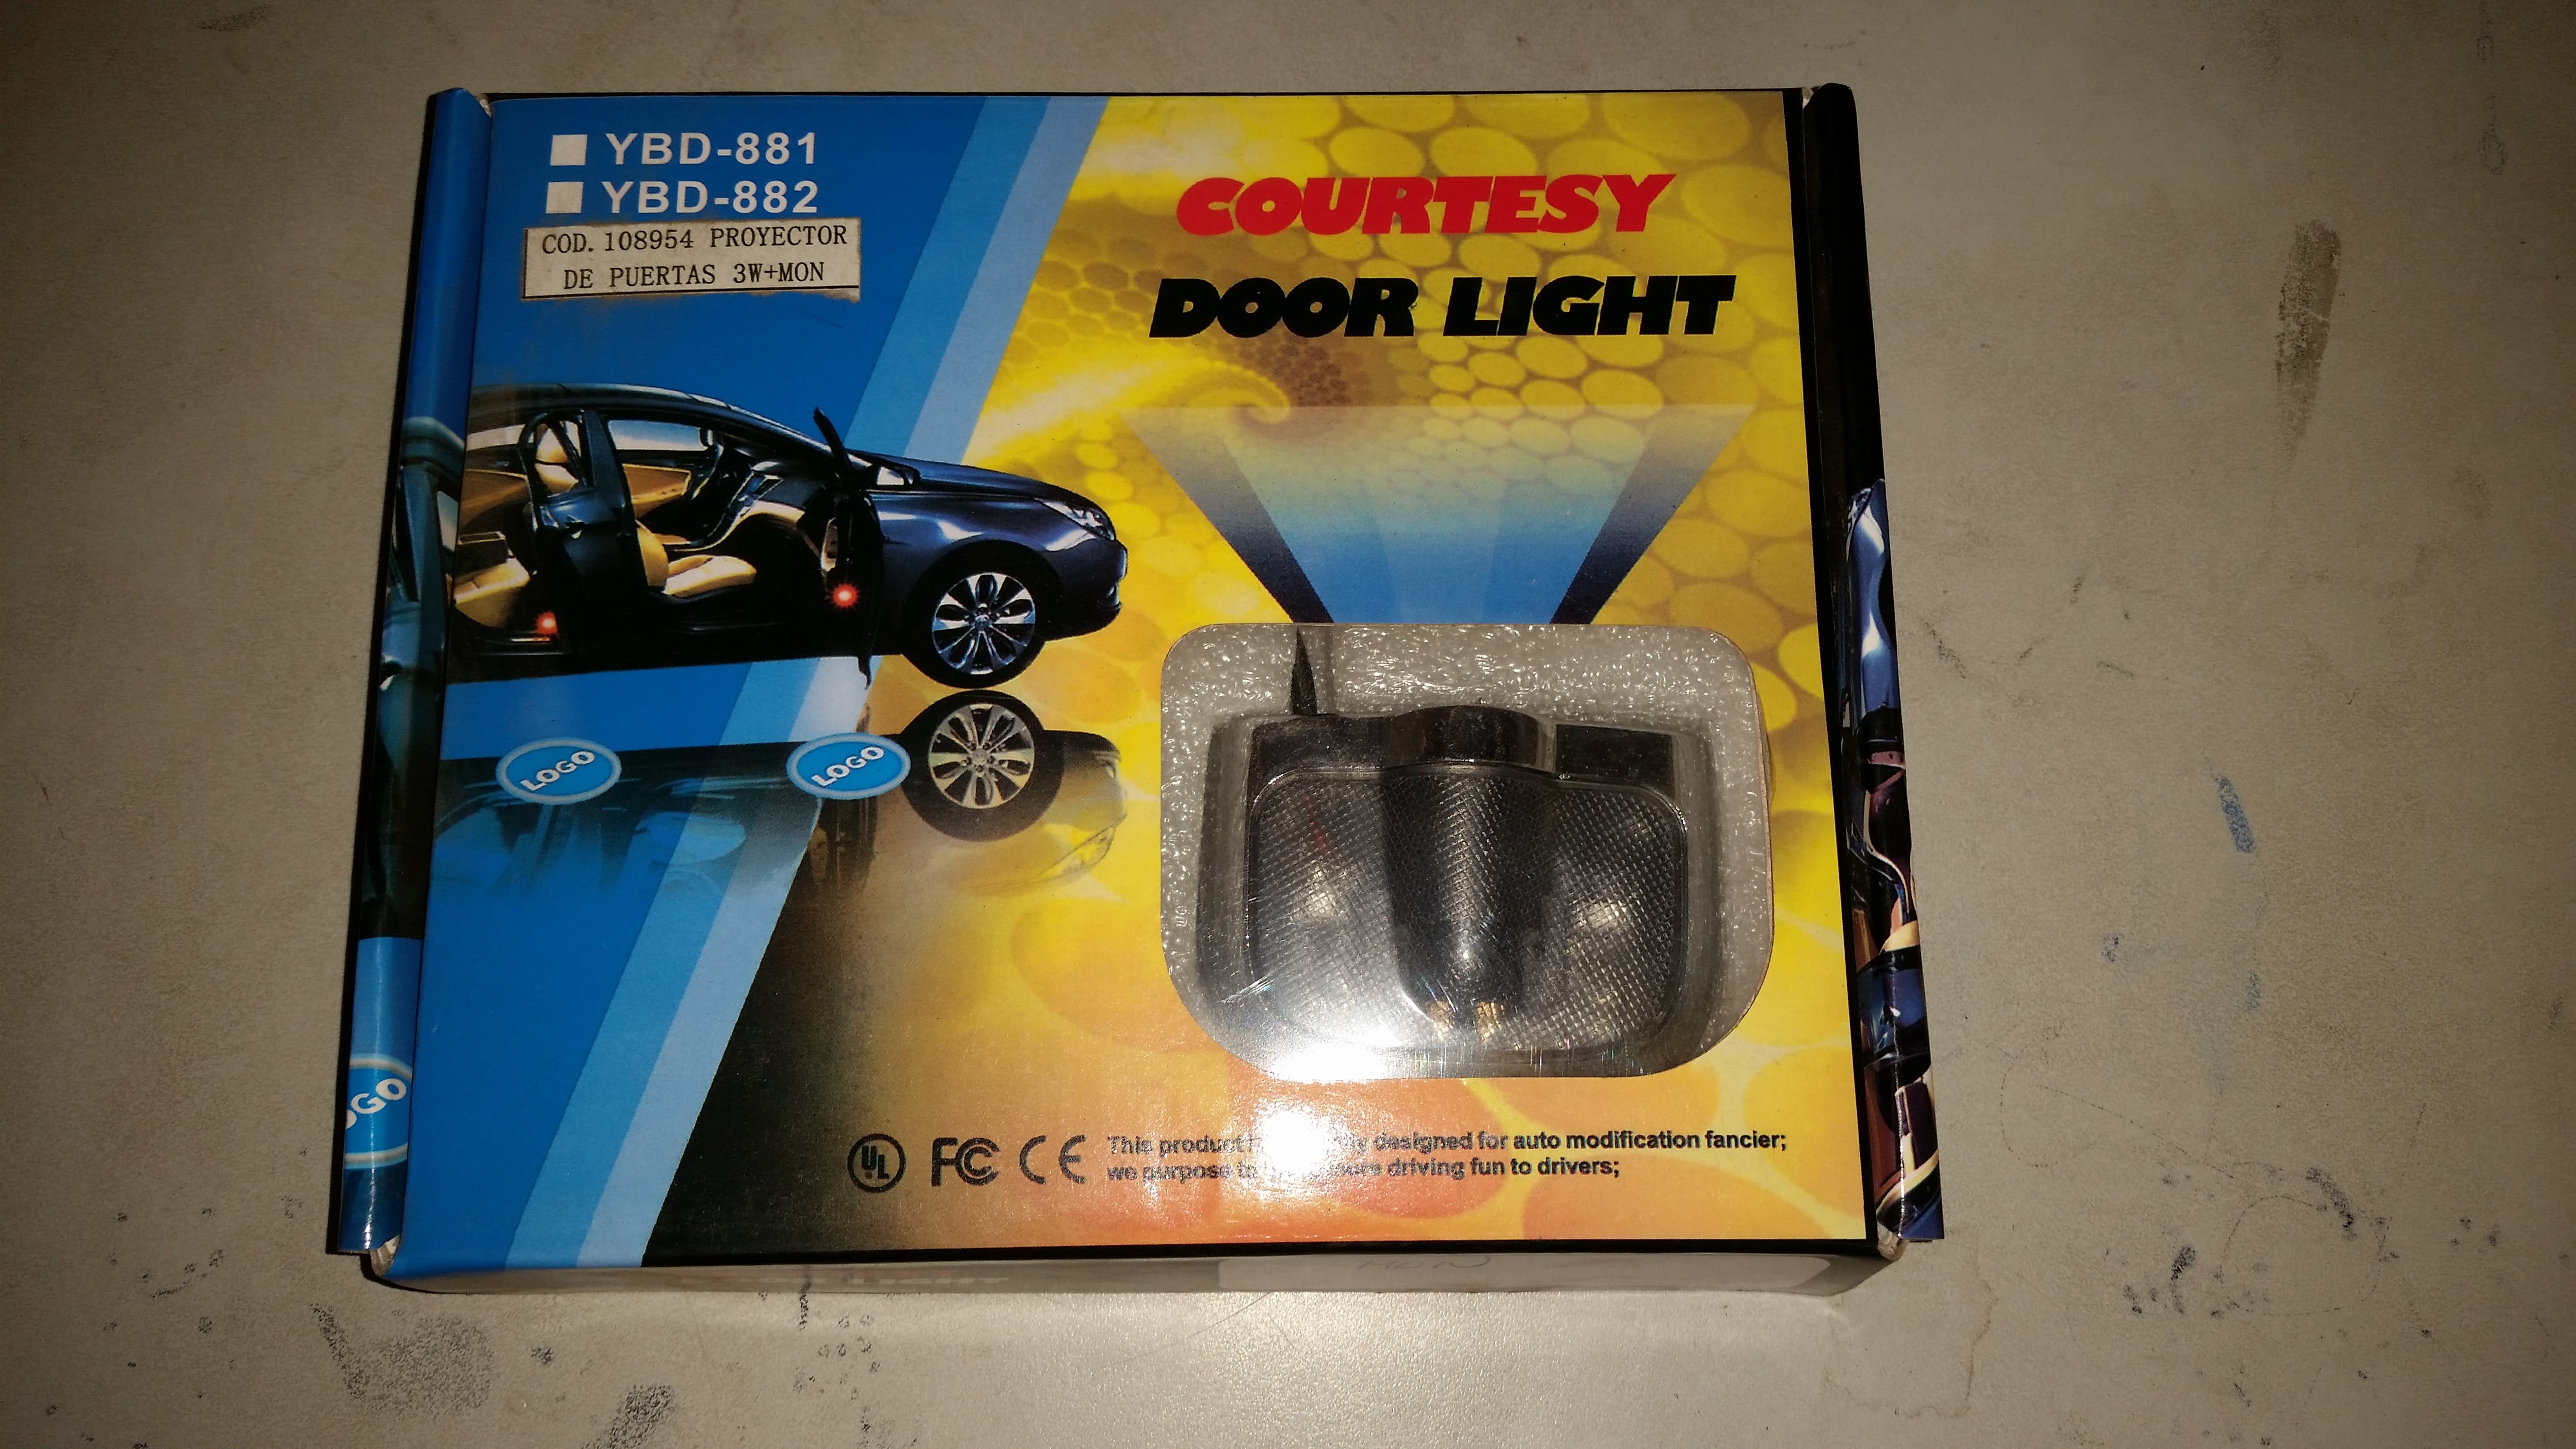 YBD-881
YBD-882
COD. 108954 PROYECTOR
DE PUERTAS 3W+MON
COURTESY
DOOR LIGHT
LOGO
LOGO
UL
FC CE
This product designed for auto modification fancier;
we purpose driving fun to drivers;